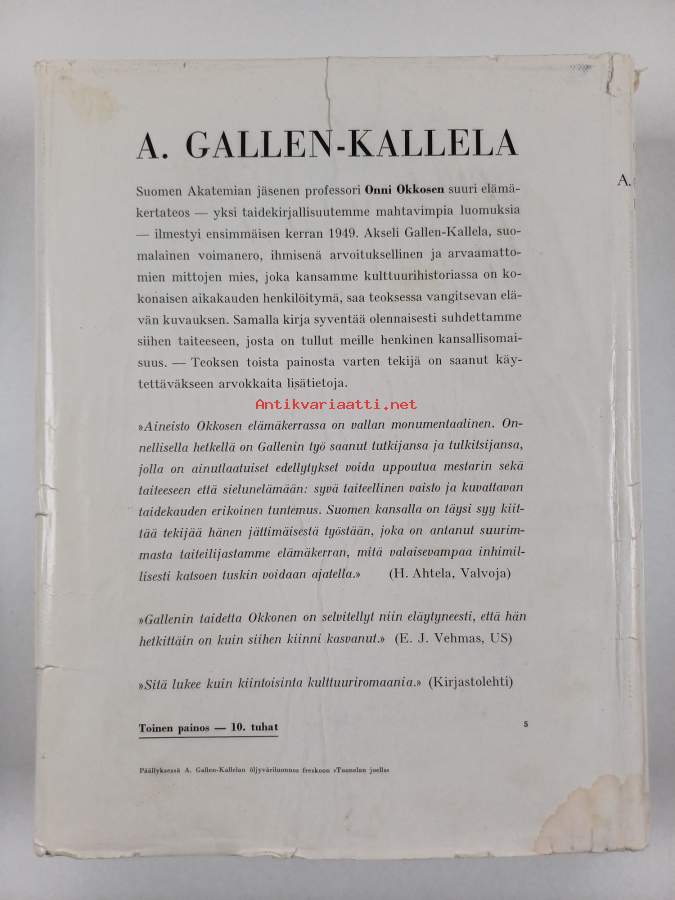 A. GALLEN-KALLELA
A.
Suomen Akatemian jäsenen professori Onni Okkosen suuri elämä-
kertateos — yksi taidekirjallisuutemme mahtavimpia luomuksia
— ilmestyi ensimmäisen kerran 1949. Akseli Gallen-Kallela, suo-
malainen voimanero, ihmisenä arvoituksellinen ja arvaamatto-
mien mittojen mies, joka kansamme kulttuurihistoriassa on ko-
konaisen aikakauden henkilöitymä, saa teoksessa vangitsevan elä-
vän kuvauksen. Samalla kirja syventää olennaisesti suhdettamme
siihen taiteeseen, josta on tullut meille henkinen kansallisomai-
suus. — Teoksen toista painosta varten tekijä on saanut käy-
tettäväkseen arvokkaita lisätietoja.
Antikvariaatti.net
»Aineisto Okkosen elämäkerrassa on vallan monumentaalinen. On-
nellisella hetkellä on Gallenin työ saanut tutkijansa ja tulkitsijansa,
jolla on ainutlaatuiset edellytykset voida uppoutua mestarin sekä
taiteeseen että sielunelämään: syvä taiteellinen vaisto ja kuvattavan
taidekauden erikoinen tuntemus. Suomen kansalla on täysi syy kiit-
tää tekijää hänen jättimäisestä työstään, joka on antanut suurim-
masta taiteilijastamme elämäkerran, mitä valaisevampaa inhimil-
lisesti katsoen tuskin voidaan ajatella.» (H. Ahtela, Valvoja)
»Gallenin taidetta Okkonen on selvitellyt niin eläytyneesti, että hän
hetkittäin on kuin siihen kiinni kasvanut.» (E. J. Vehmas, US)
»Sitä lukee kuin kiintoisinta kulttuuriromaania.» (Kirjastolehti)
Toinen painos — 10. tuhat
5
Päällyksessä A. Gallen-Kallelan öljyväriluonnos freskoon »Tuonelan joella»